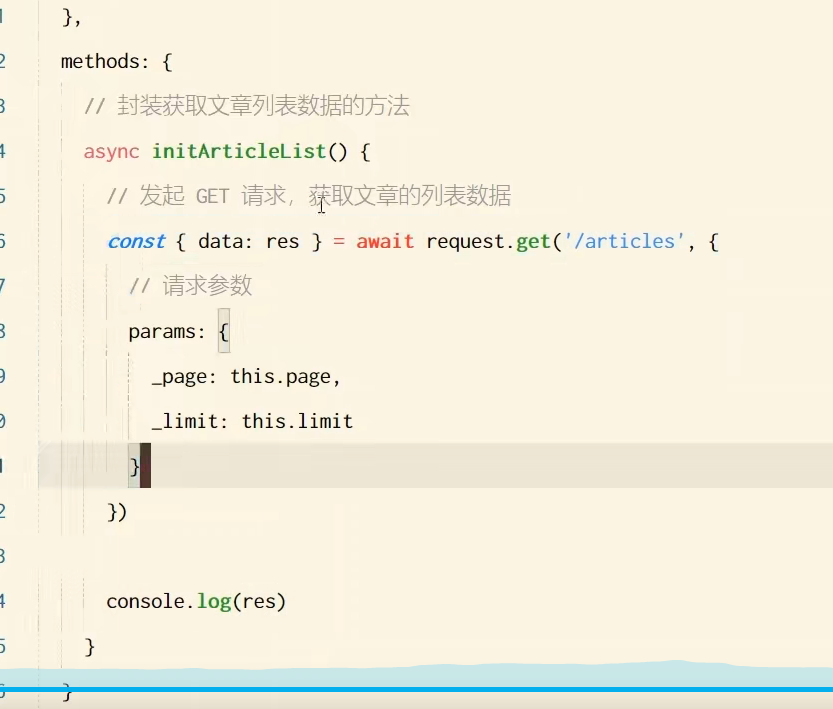 },
methods: {
// 封装获取文章列表数据的方法
async initArticleList() {
// 发起 GET 请求，获取文章的列表数据
const { data: res } = await request.get('/articles', {
// 请求参数
params: {
_page: this.page,
_limit: this.limit
}
})
console.log(res)
}
}